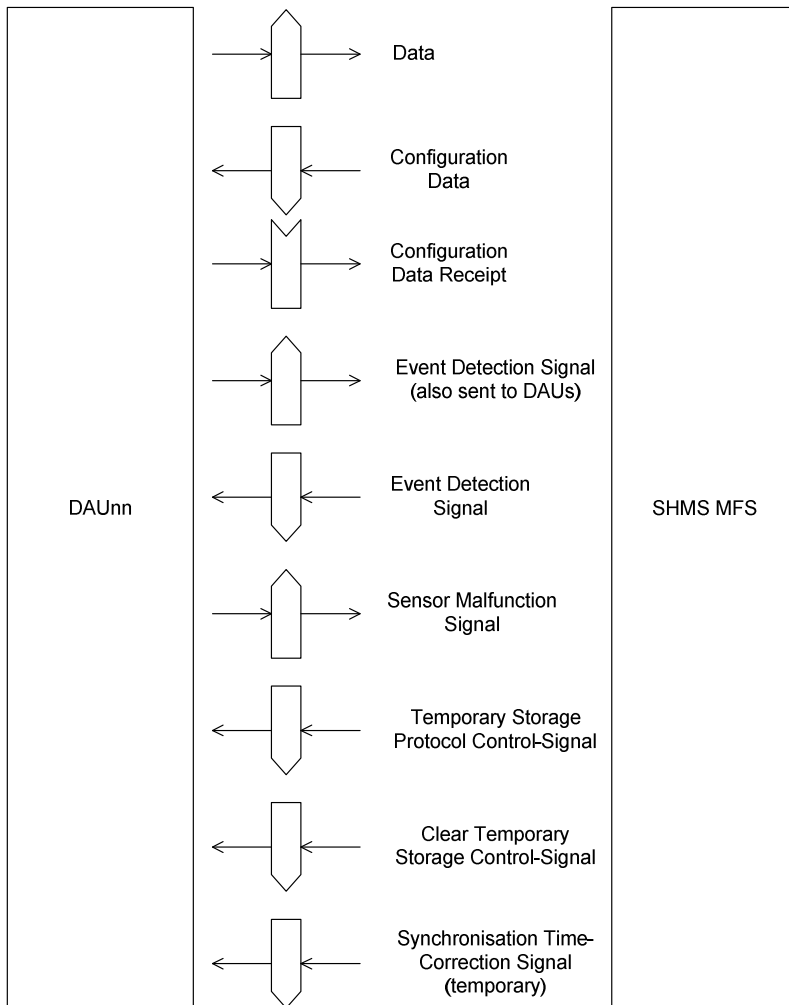 Data
Configuration
Data
Configuration
Data Receipt
Event Detection Signal
(also sent to DAUs)
Event Detection
Signal
DAUnn
SHMS MFS
Sensor Malfunction
Signal
Temporary Storage
Protocol Control-Signal
Clear Temporary
Storage Control-Signal
Synchronisation Time-
Correction Signal
(temporary)